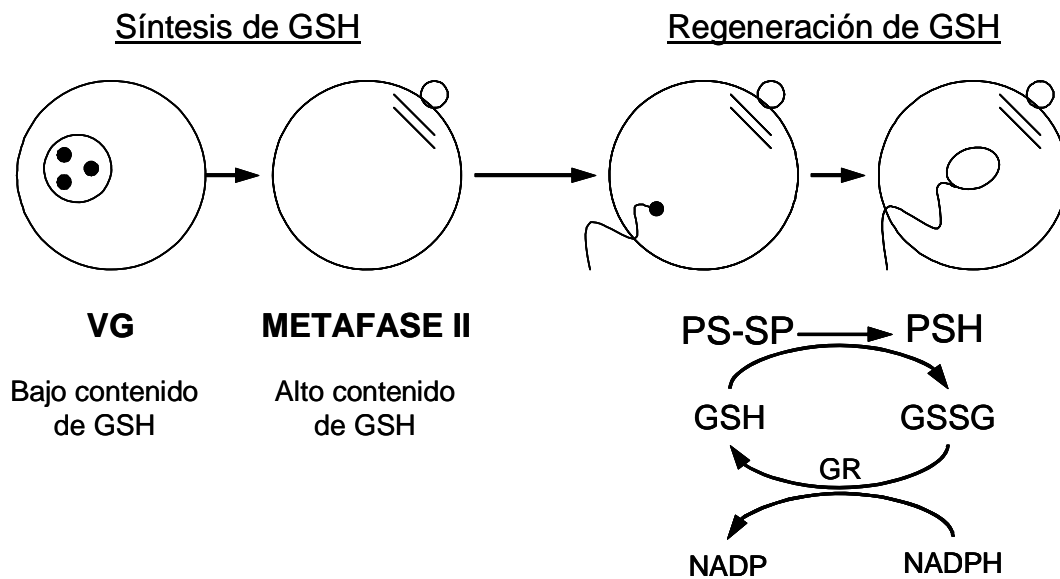 Síntesis de GSH
Regeneración de GSH
VG
METAFASE II
Bajo contenido
de GSH
Alto contenido
de GSH
PS-SP
PSH
GSH
GSSG
GR
NADP
NADPH